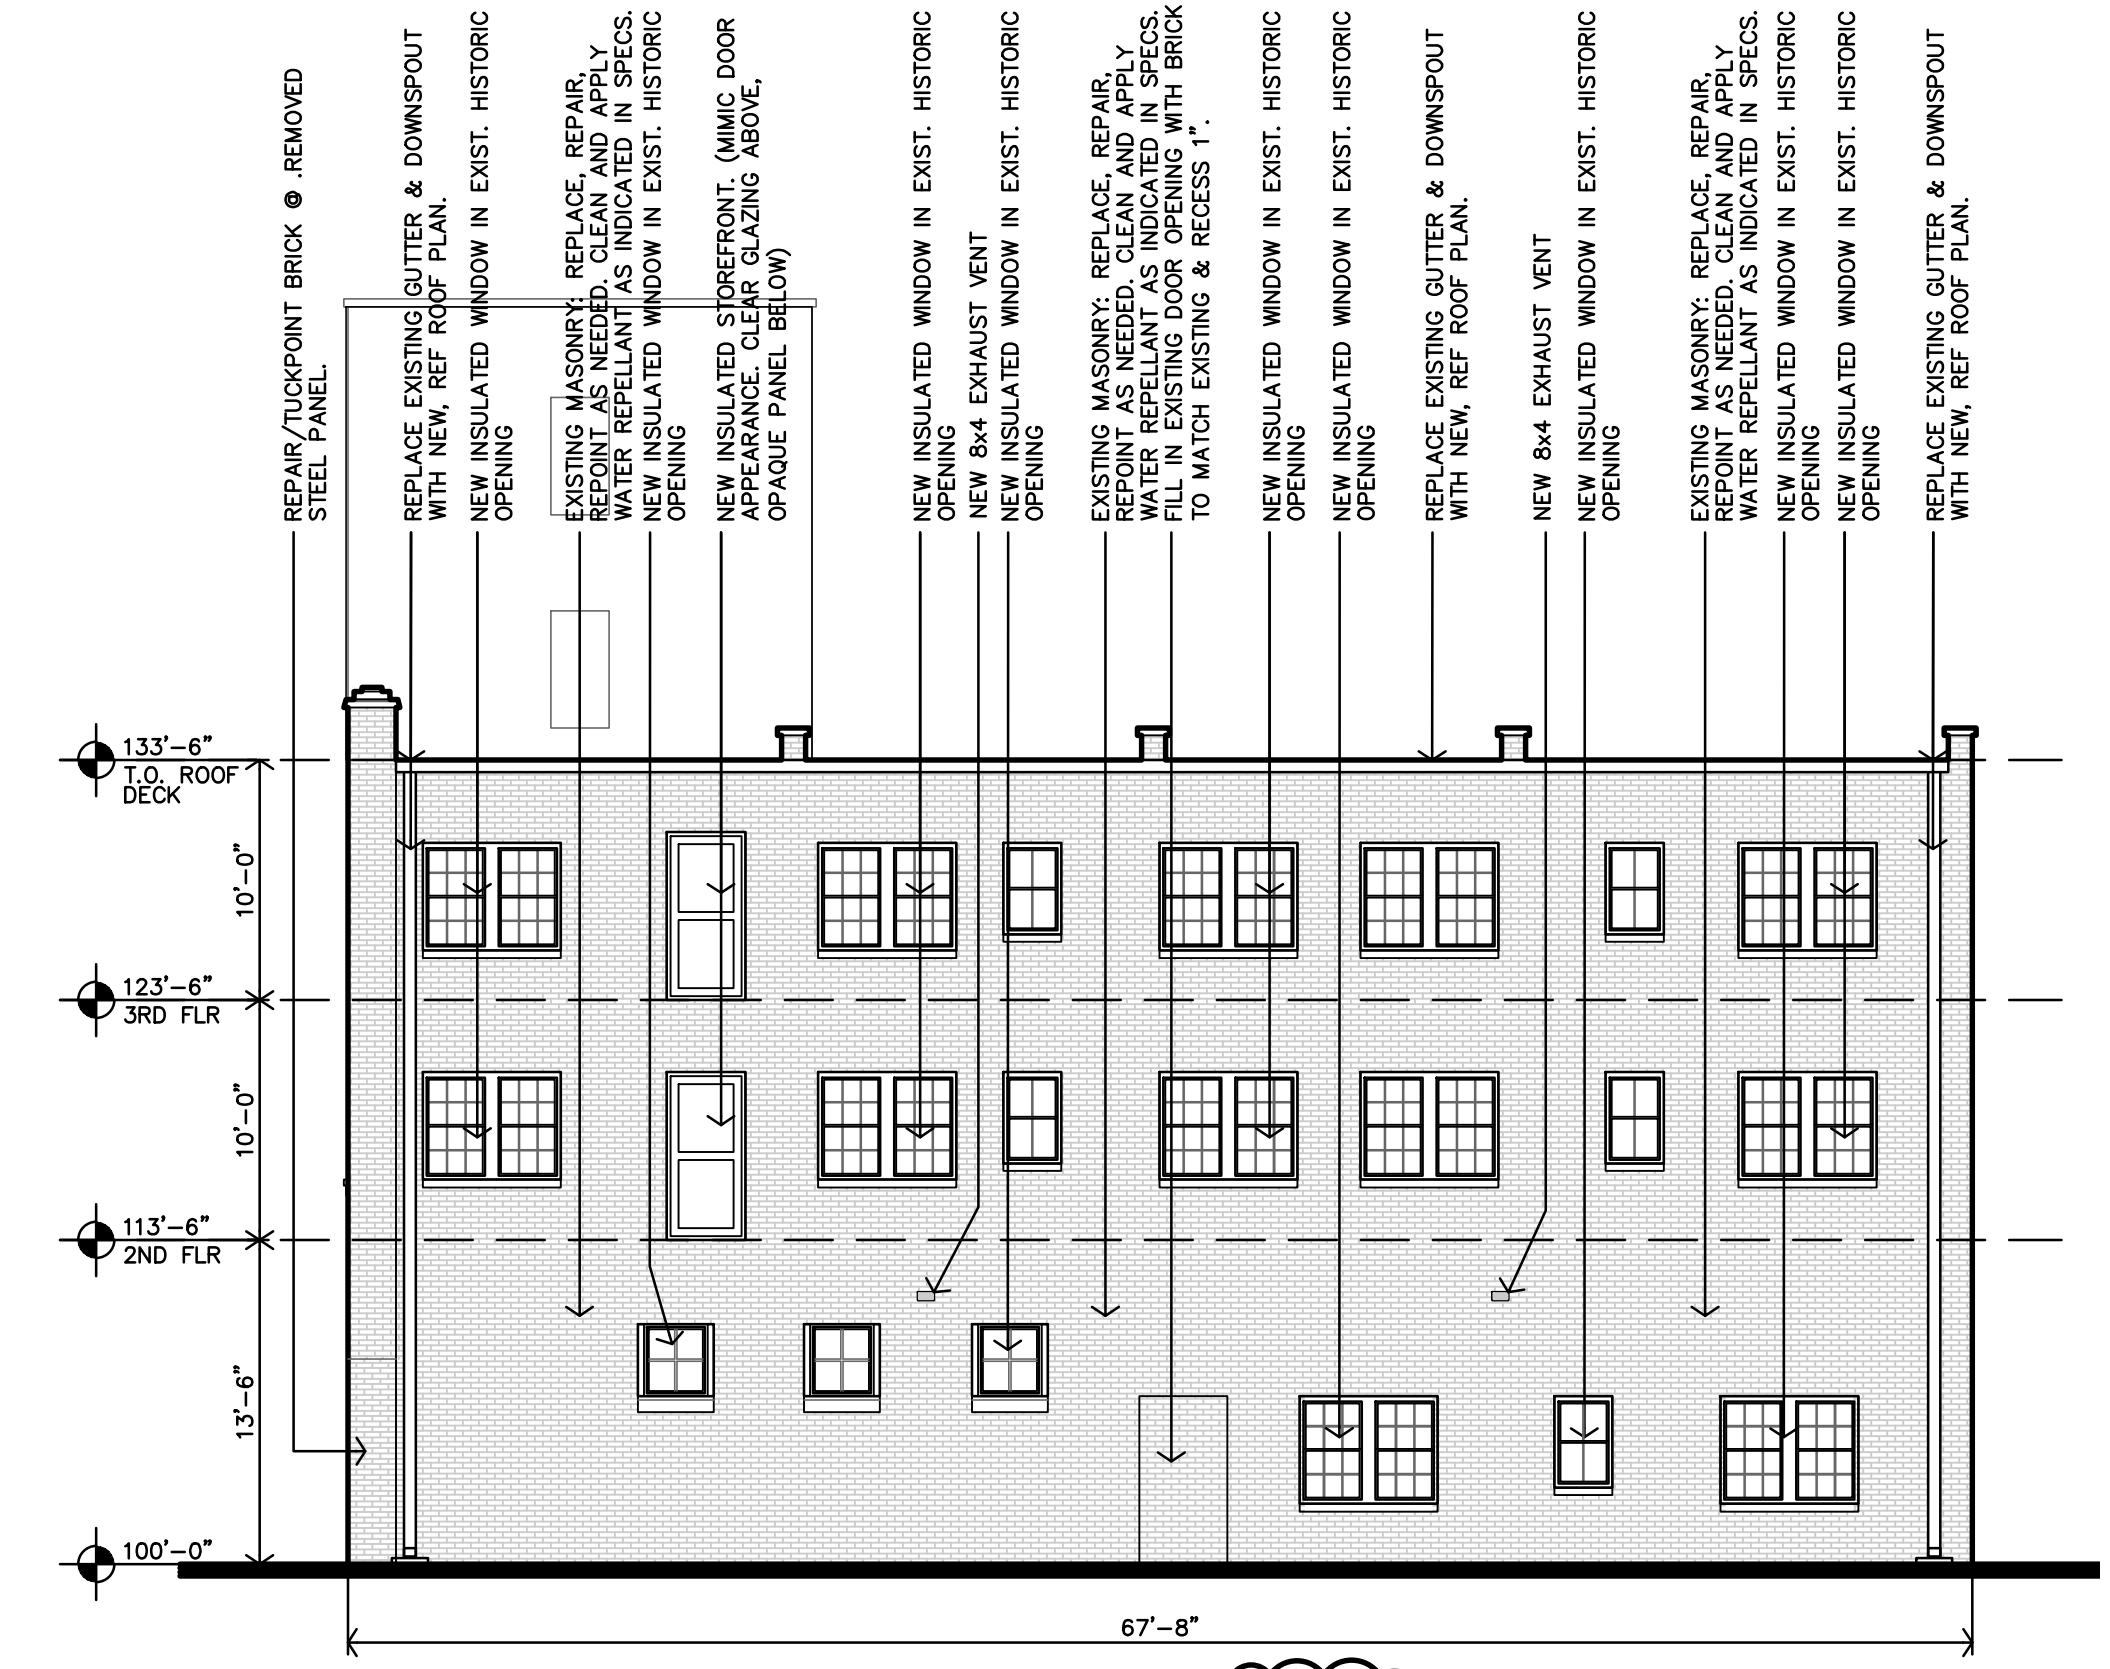 REPAIR/TUCKPOINT BRICK @ .REMOVED
STEEL PANEL.
REPLACE EXISTING GUTTER & DOWNSPOUT
WITH NEW, REF ROOF PLAN.
NEW INSULATED WINDOW IN EXIST. HISTORIC
OPENING
EXISTING MASONRY: REPLACE, REPAIR,
REPOINT AS NEEDED. CLEAN AND APPLY
WATER REPELLANT AS INDICATED IN SPECS.
NEW INSULATED WINDOW IN EXIST. HISTORIC
OPENING
NEW INSULATED STOREFRONT. (MIMIC DOOR
APPEARANCE. CLEAR GLAZING ABOVE,
OPAQUE PANEL BELOW)
NEW INSULATED WINDOW IN EXIST. HISTORIC
OPENING
NEW 8x4 EXHAUST VENT
NEW INSULATED WINDOW IN EXIST. HISTORIC
OPENING
EXISTING MASONRY: REPLACE, REPAIR,
REPOINT AS NEEDED. CLEAN AND APPLY
WATER REPELLANT AS INDICATED IN SPECS.
FILL IN EXISTING DOOR OPENING WITH BRICK
TO MATCH EXISTING & RECESS 1”.
NEW INSULATED WINDOW IN EXIST. HISTORIC
OPENING
NEW INSULATED WINDOW IN EXIST. HISTORIC
OPENING
REPLACE EXISTING GUTTER & DOWNSPOUT
WITH NEW, REF ROOF PLAN.
NEW 8x4 EXHAUST VENT
NEW INSULATED WINDOW IN EXIST. HISTORIC
OPENING
EXISTING MASONRY: REPLACE, REPAIR,
REPOINT AS NEEDED. CLEAN AND APPLY
WATER REPELLANT AS INDICATED IN SPECS.
NEW INSULATED WINDOW IN EXIST. HISTORIC
OPENING
NEW INSULATED WINDOW IN EXIST. HISTORIC
OPENING
REPLACE EXISTING GUTTER & DOWNSPOUT
WITH NEW, REF ROOF PLAN.
133’-6”
T.O. ROOF
DECK
10’-0”
123’-6”
3RD FLR
10’-0”
113’-6”
2ND FLR
13’-6”
100’-0”
67’-8”